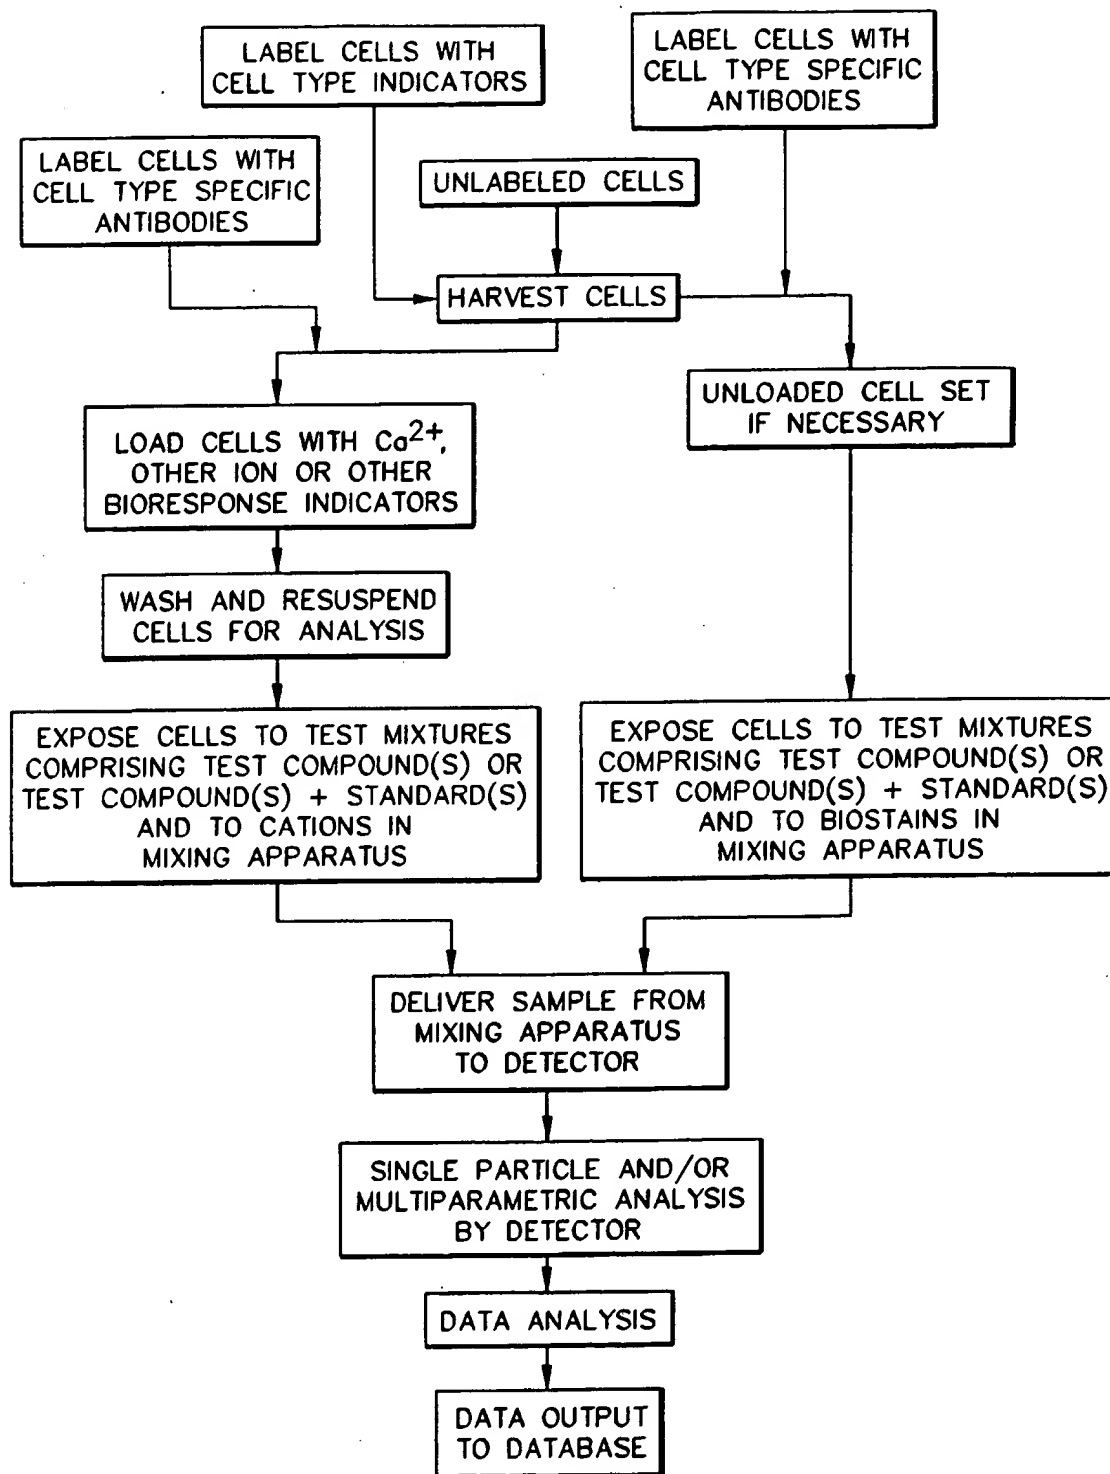 LABEL CELLS WITH
CELL TYPE INDICATORS
LABEL CELLS WITH
CELL TYPE SPECIFIC
ANTIBODIES
LABEL CELLS WITH
CELL TYPE SPECIFIC
ANTIBODIES
UNLABELED CELLS
HARVEST CELLS
UNLOADED CELL SET
IF NECESSARY
LOAD CELLS WITH Ca2+,
OTHER ION OR OTHER
BIORESPONSE INDICATORS
WASH AND RESUSPEND
CELLS FOR ANALYSIS
EXPOSE CELLS TO TEST MIXTURES
COMPRISING TEST COMPOUND(S) OR
TEST COMPOUND(S) + STANDARD(S)
AND TO CATIONS IN
MIXING APPARATUS
EXPOSE CELLS TO TEST MIXTURES
COMPRISING TEST COMPOUND(S) OR
TEST COMPOUND(S) + STANDARD(S)
AND TO BIOSTAINS IN
MIXING APPARATUS
DELIVER SAMPLE FROM
MIXING APPARATUS
TO DETECTOR
SINGLE PARTICLE AND/OR
MULTIPARAMETRIC ANALYSIS
BY DETECTOR
DATA ANALYSIS
DATA OUTPUT
TO DATABASE